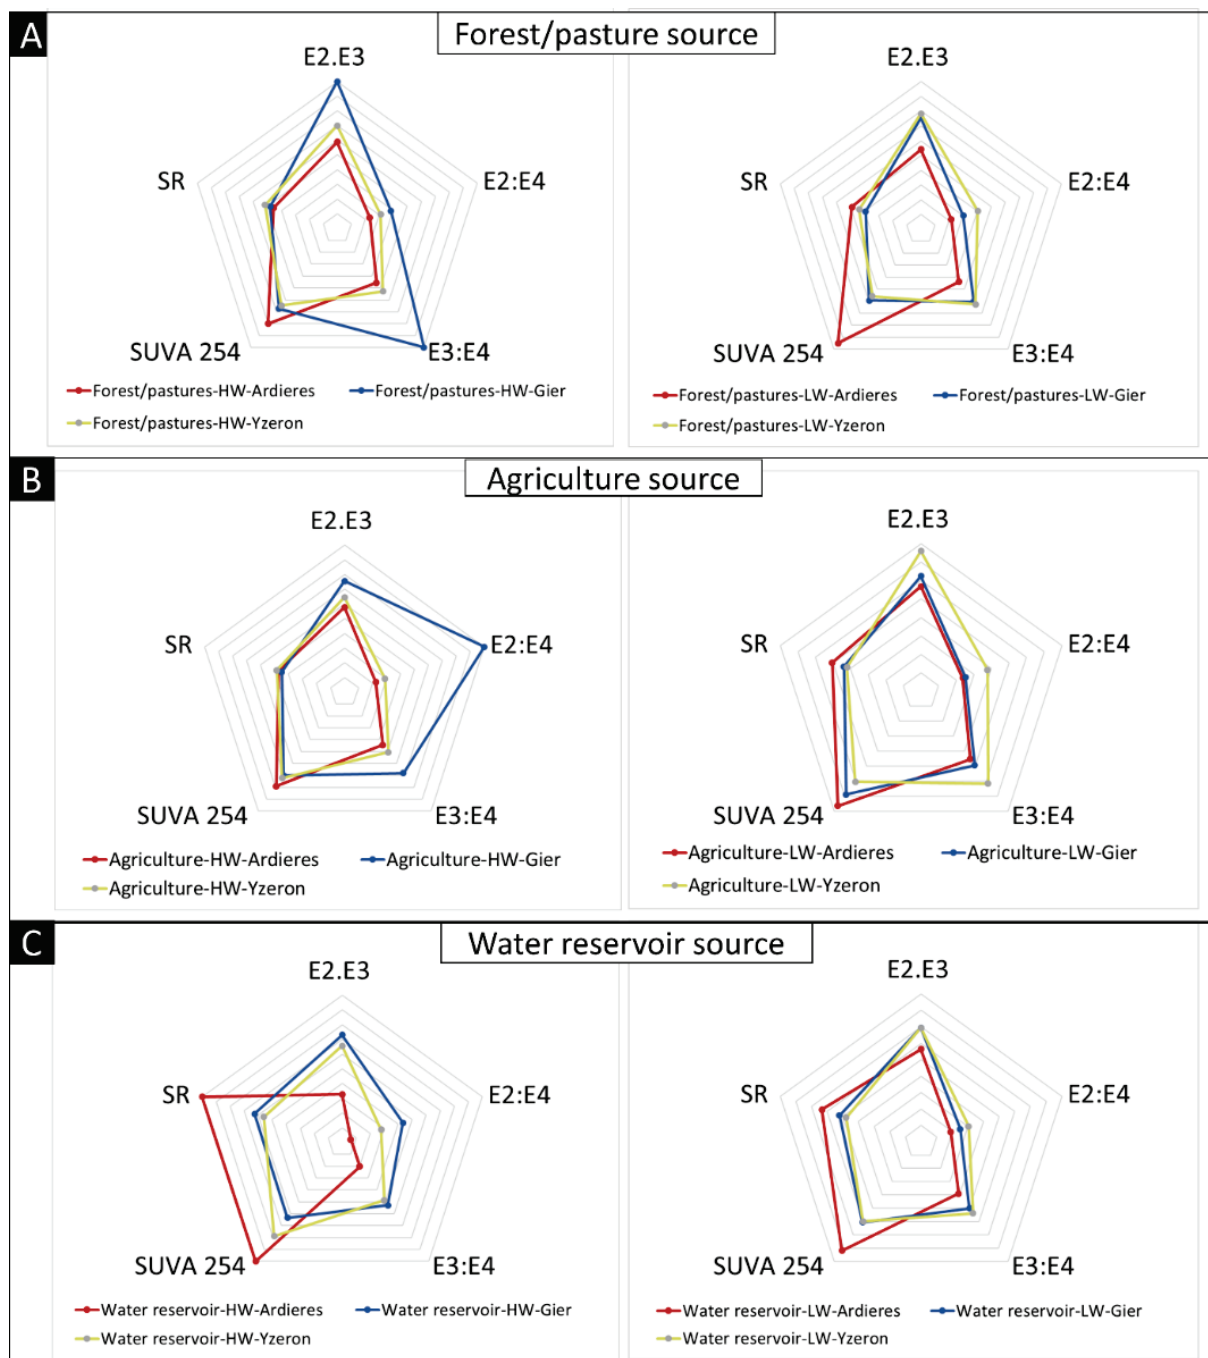 A
Forest/pasture source
E2.E3
E2:E4
E3:E4
SUVA 254
SR
Forest/pastures-HW-Ardieres
Forest/pastures-HW-Gier
Forest/pastures-HW-Yzeron
E2.E3
E2:E4
E3:E4
SUVA 254
SR
Forest/pastures-LW-Ardieres
Forest/pastures-LW-Gier
Forest/pastures-LW-Yzeron
B
Agriculture source
E2.E3
E2:E4
E3:E4
SUVA 254
SR
Agriculture-HW-Ardieres
Agriculture-HW-Gier
Agriculture-HW-Yzeron
E2.E3
E2:E4
E3:E4
SUVA 254
SR
Agriculture-LW-Ardieres
Agriculture-LW-Gier
Agriculture-LW-Yzeron
C
Water reservoir source
E2.E3
E2:E4
E3:E4
SUVA 254
SR
Water reservoir-HW-Ardieres
Water reservoir-HW-Gier
Water reservoir-HW-Yzeron
E2.E3
E2:E4
E3:E4
SUVA 254
SR
Water reservoir-LW-Ardieres
Water reservoir-LW-Gier
Water reservoir-LW-Yzeron